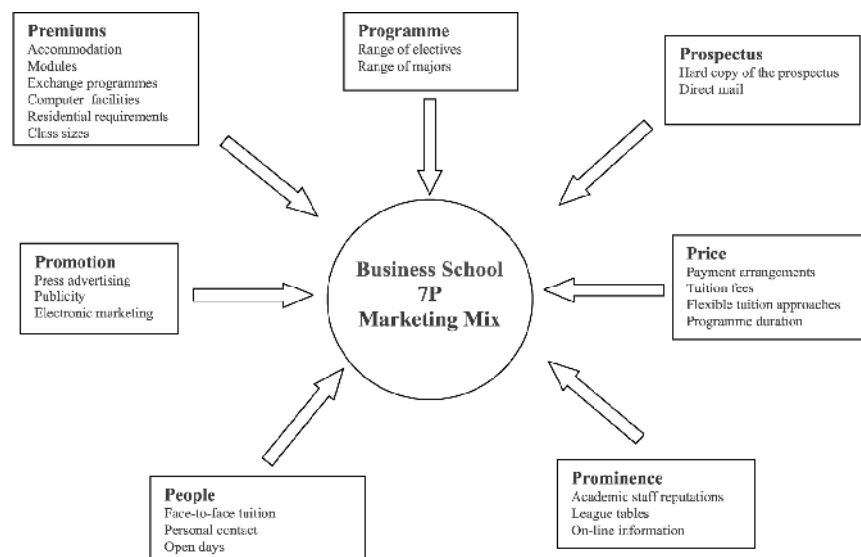 Premiums
Accommodation
Modules
Exchange programmes
Computer facilities
Residential requirements
Class sizes
Programme
Range of electives
Range of majors
Prospectus
Hard copy of the prospectus
Direct mail
Promotion
Press advertising
Publicity
Electronic marketing
Business School
7P
Marketing Mix
Price
Payment arrangements
Tuition fees
Flexible tuition approaches
Programme duration
People
Face-to-face tuition
Personal contact
Open days
Prominence
Academic staff reputations
League tables
On-line information